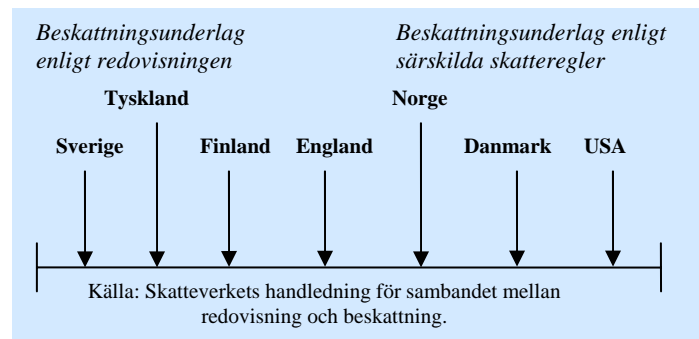 Beskattningsunderlag
enligt redovisningen
Beskattningsunderlag enligt
särskilda skatteregler
Tyskland
Norge
Sverige
Finland
England
Danmark
USA
Källa: Skatteverkets handledning för sambandet mellan
redovisning och beskattning.